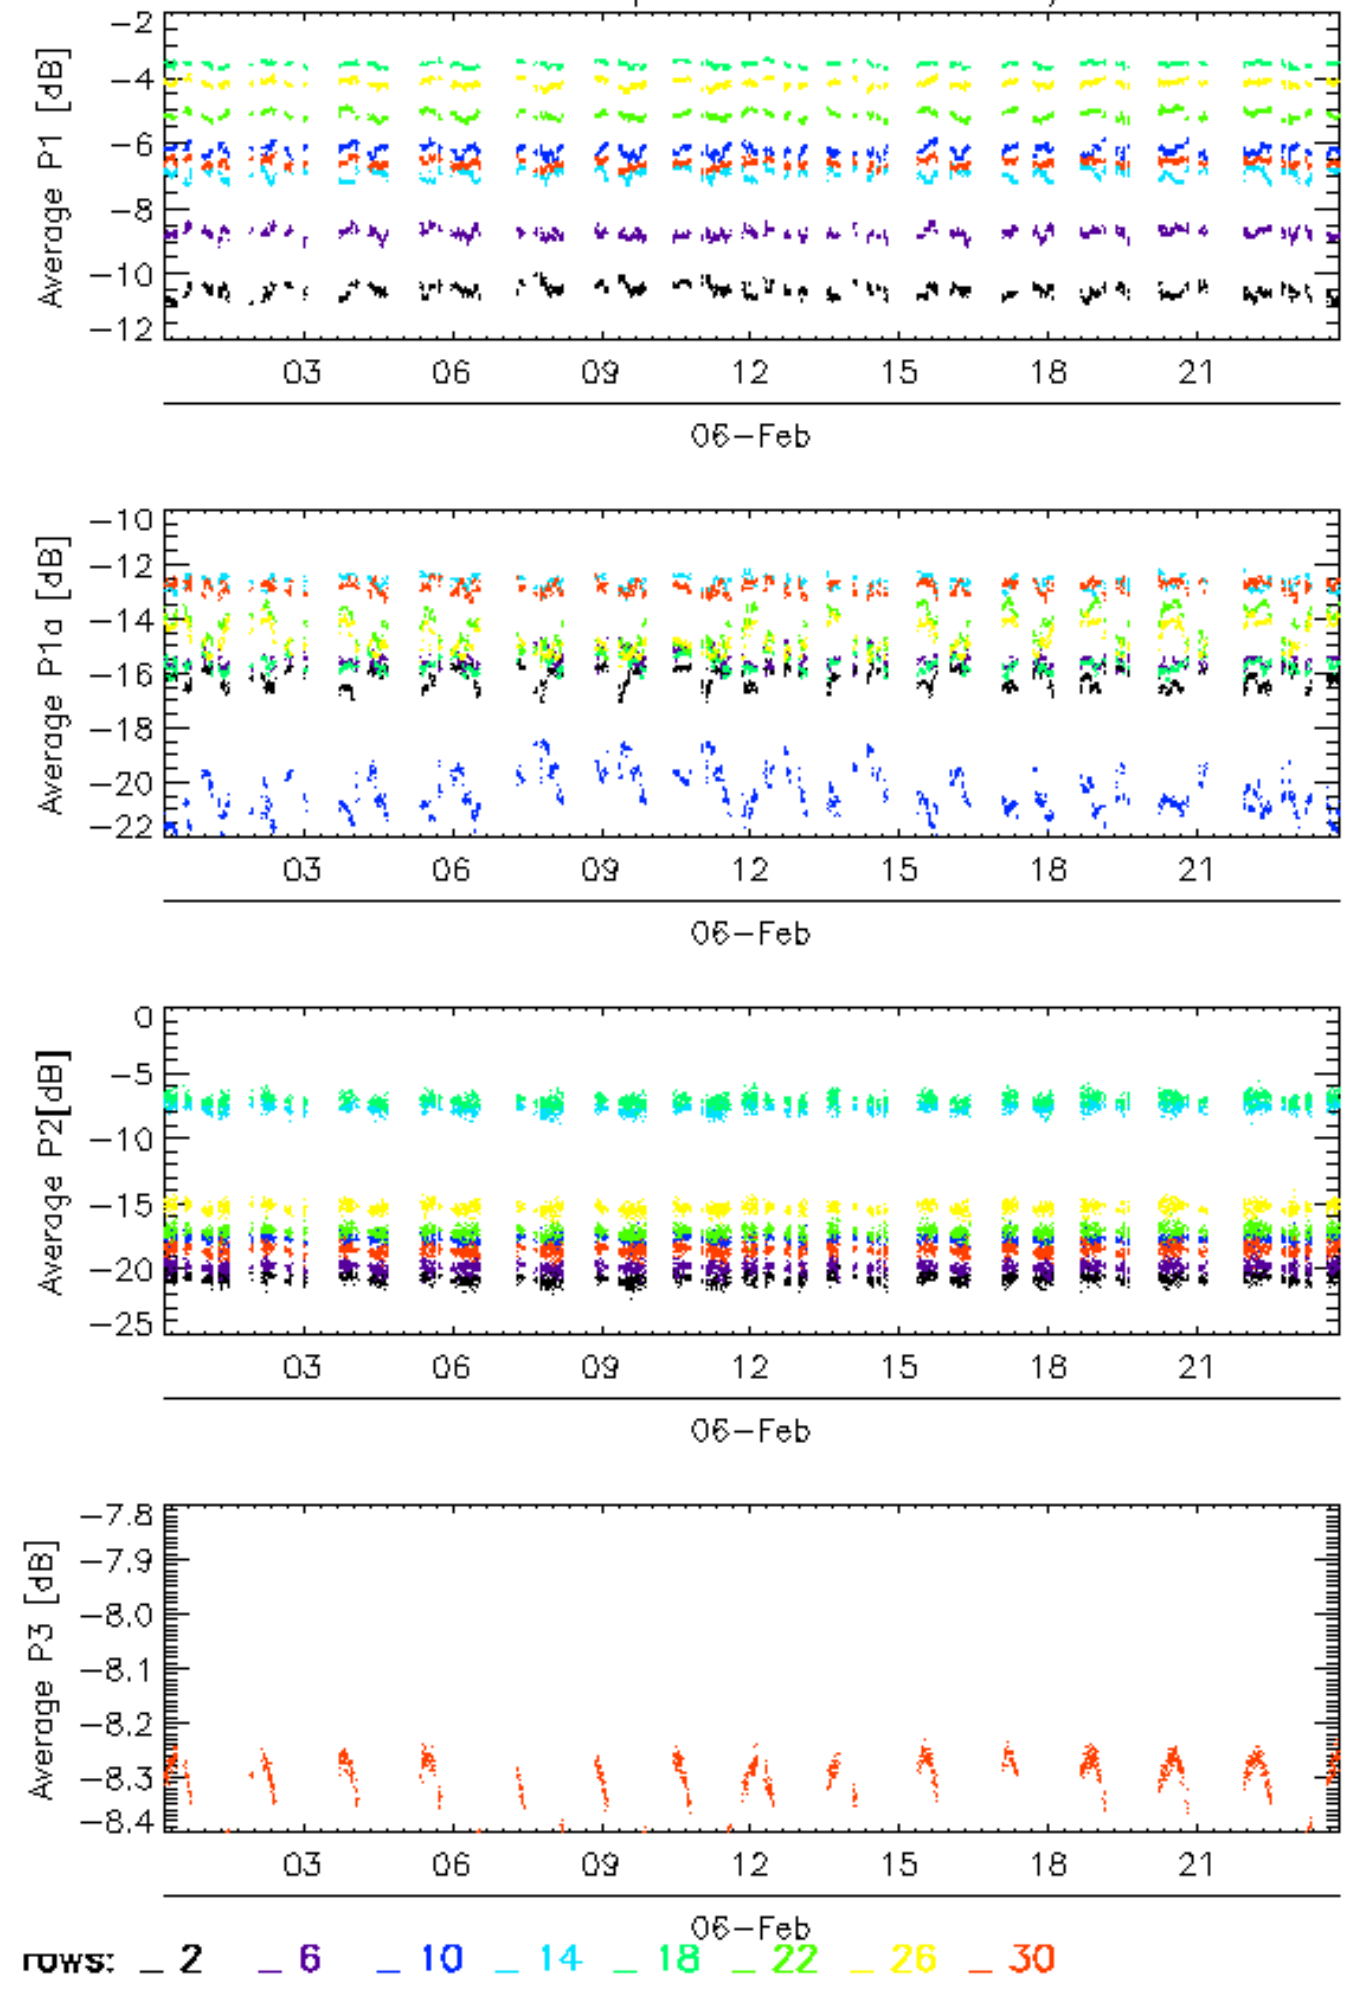 -2
-4
-6
-8
-10
-12
Average P1 [dB]
03 06 09 12 15 18 21
06-Feb
-10
-12
-14
-16
-18
-20
-22
Average P1a [dB]
03 06 09 12 15 18 21
06-Feb
0
-5
-10
-15
-20
-25
Average P2[dB]
03 06 09 12 15 18 21
06-Feb
-7.8
-7.9
-8.0
-8.1
-8.2
-8.3
-8.4
Average P3 [dB]
03 06 09 12 15 18 21
06-Feb
rows: _ 2 _ 6 _ 10 _ 14 _ 18 _ 22 _ 26 _ 30